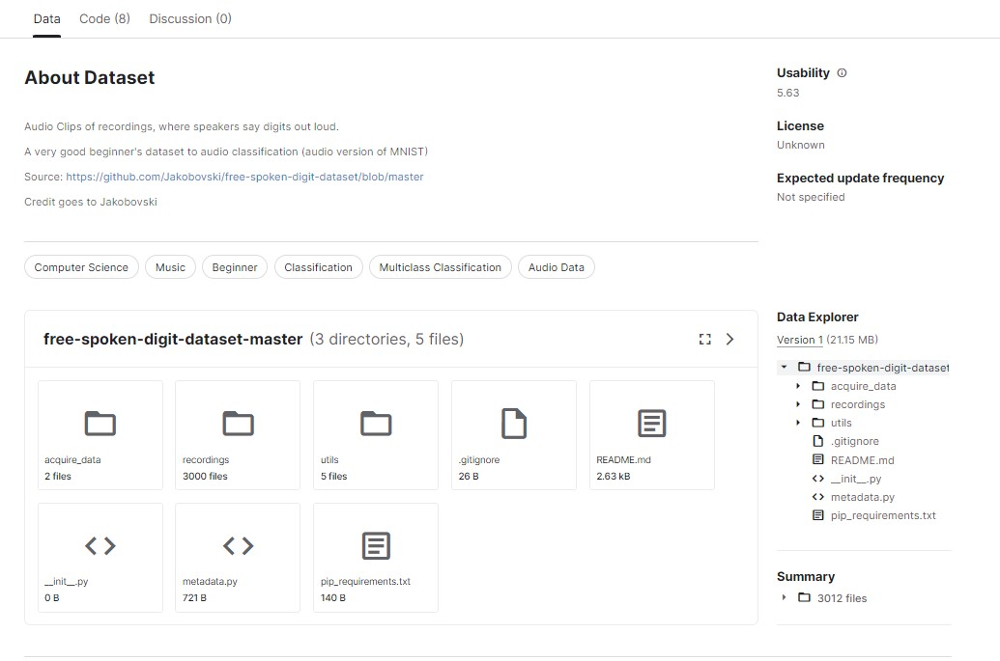 Data Code (8) Discussion (0)
About Dataset
Audio Clips of recordings, where speakers say digits out loud.
A very good beginner's dataset to audio classification (audio version of MNIST)
Source: https://github.com/Jakobovski/free-spoken-digit-dataset/blob/master
Credit goes to Jakobovski
Computer Science Music Beginner Classification Multiclass Classification Audio Data
free-spoken-digit-dataset-master (3 directories, 5 files)
acquire_data
2 files
recordings
3000 files
utils
5 files
.gitignore
26 B
README.md
2.63 kB
__init__.py
0 B
metadata.py
721 B
pip_requirements.txt
140 B
Usability
5.63
License
Unknown
Expected update frequency
Not specified
Data Explorer
Version 1 (21.15 MB)
free-spoken-digit-dataset
acquire_data
recordings
utils
.gitignore
README.md
__init__.py
metadata.py
pip_requirements.txt
Summary
3012 files